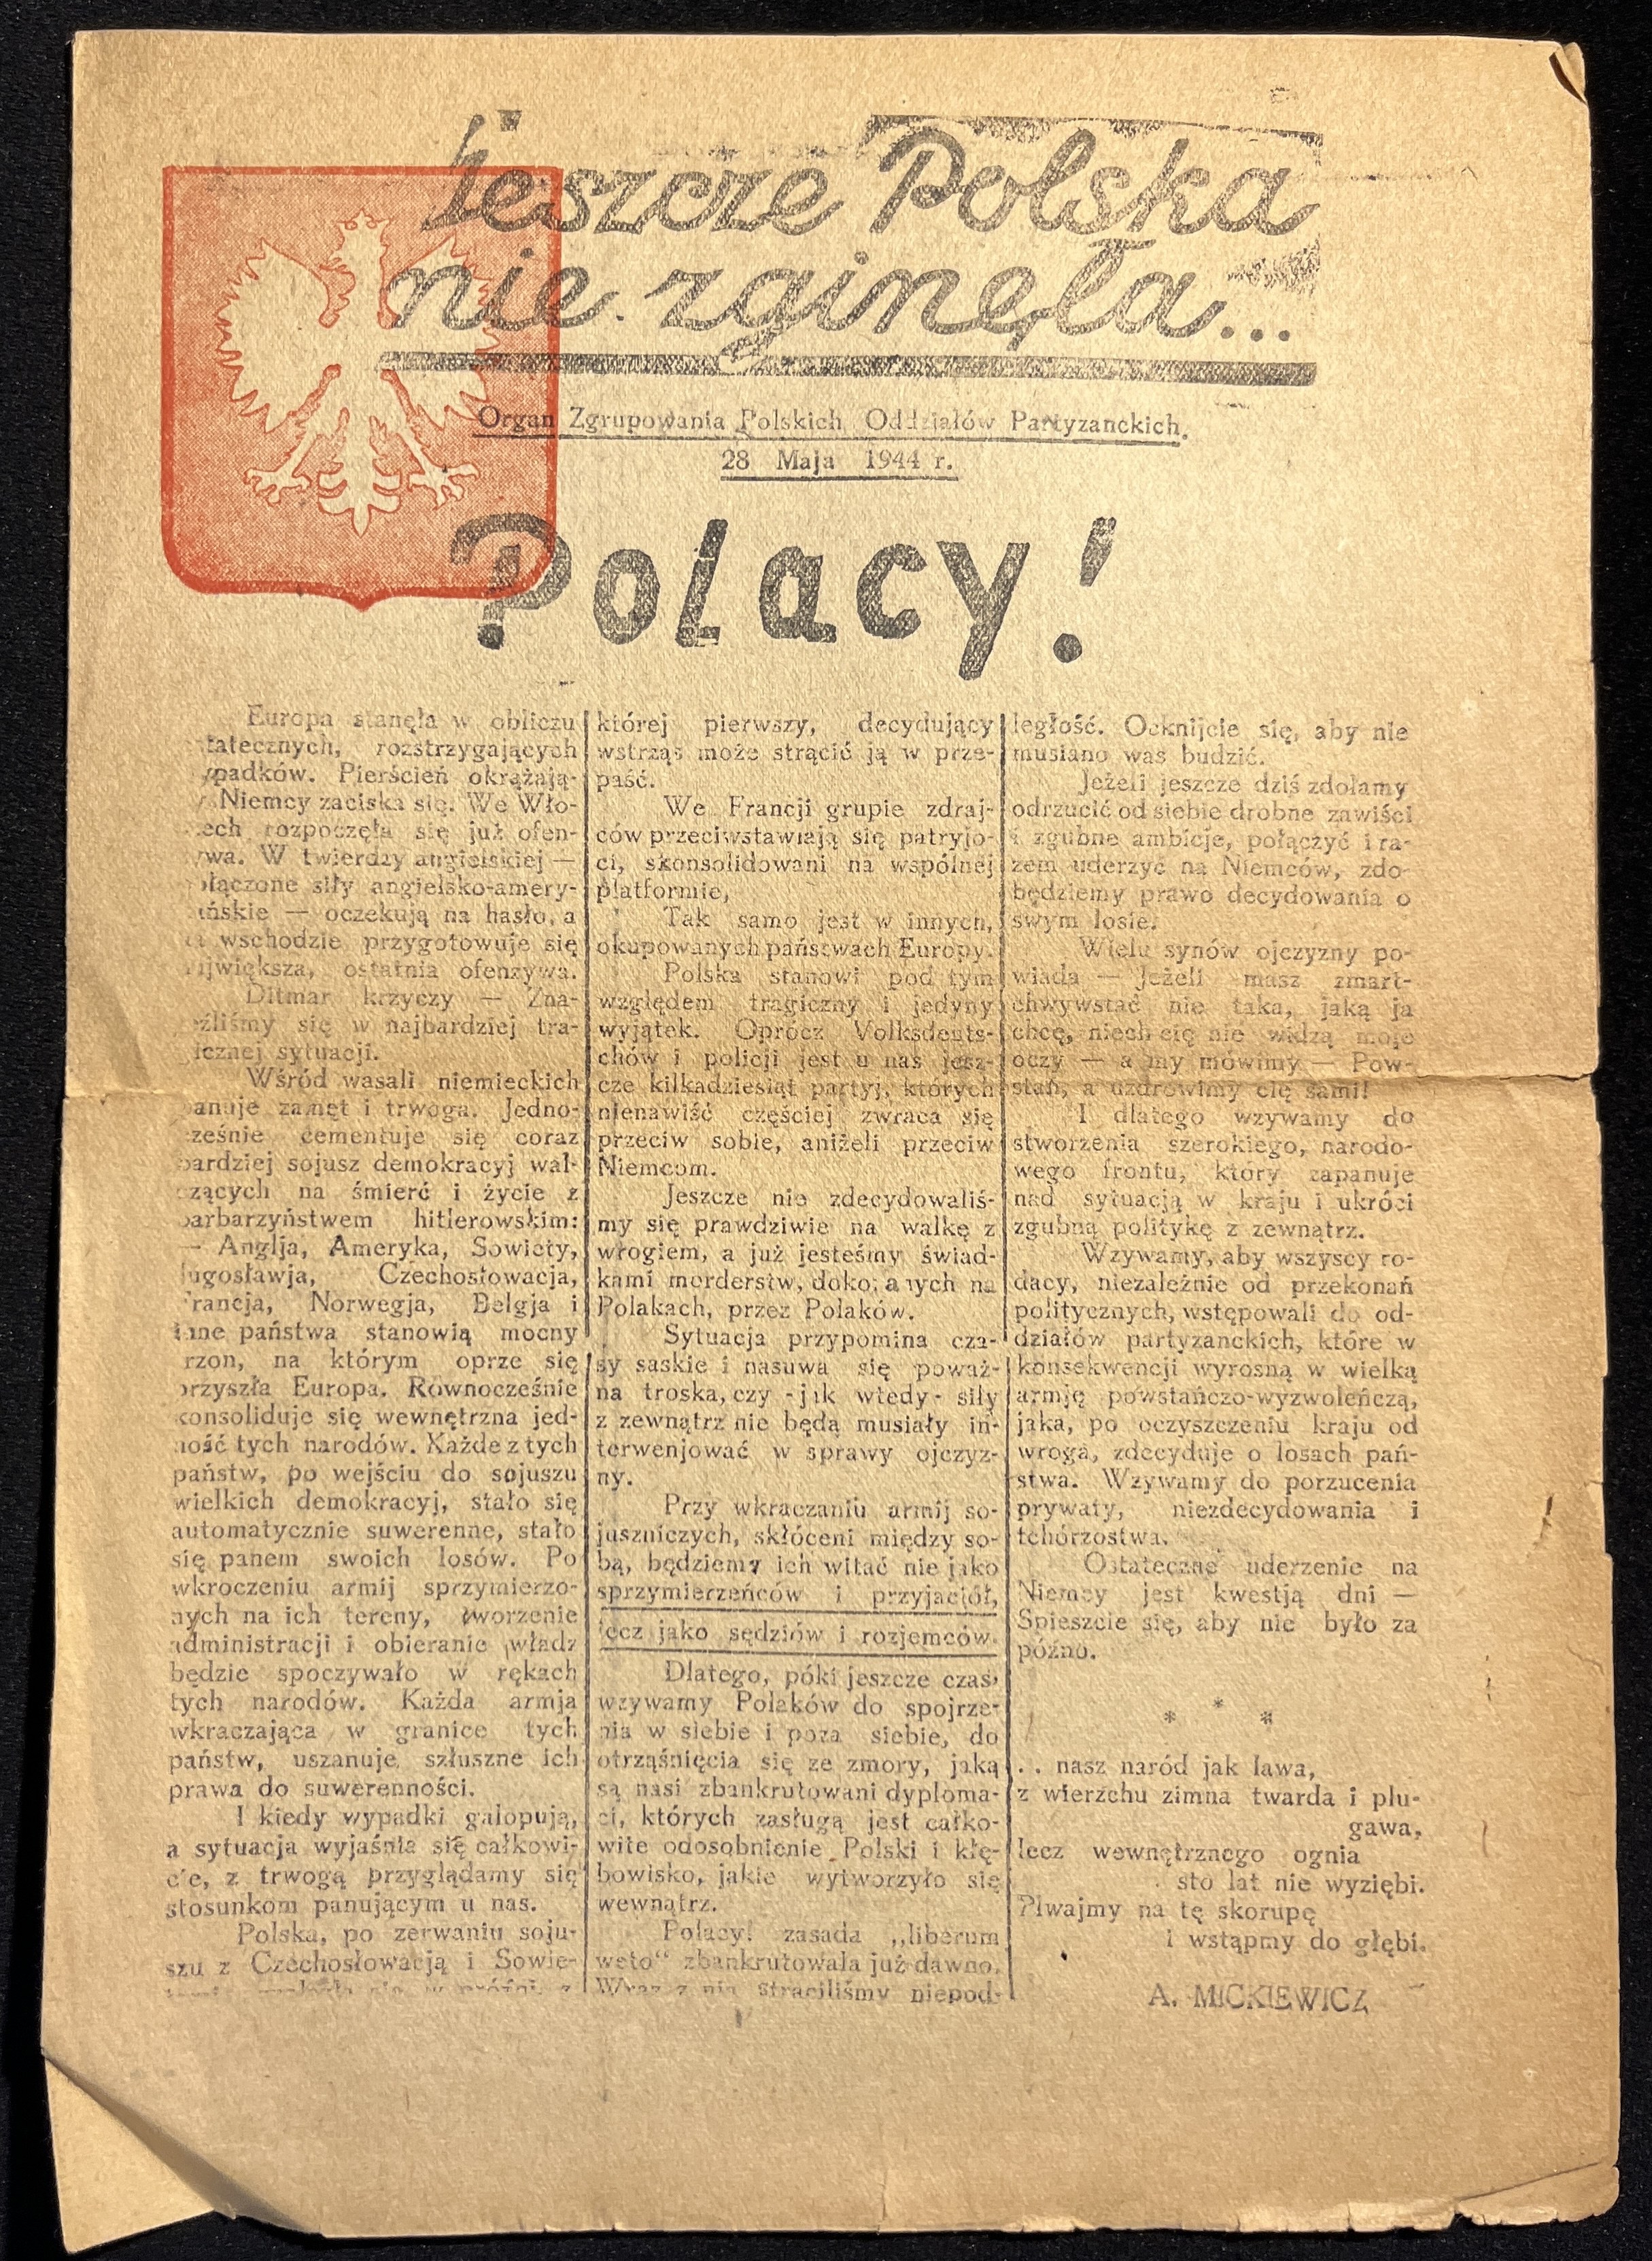 Jeszcze Polska
nie zginęła...
Organ Zgrupowania Polskich Oddziałów Partyzanckich.
28 Maja 1944 r.
Polacy!
Europa stanęła w obliczu
tatecznych, rozstrzygających
ypadków. Pierścień okrążają-
Niemcy zaciska się. We Wło-
ech rozpoczęła się już ofen-
ywa. W twierdzy angielskiej —
ołączone siły angielsko-amery-
ańskie — oczekują na hasło, a
a wschodzie przygotowuje się
ajwiększa, ostatnia ofenzywa.
Ditmar krzyczy — Zna-
eźliśmy się w najbardziej tra-
icznej sytuacji.
Wśród wasali niemieckich
anuje zamęt i trwoga. Jedno-
ześnie cementuje się coraz
bardziej sojusz demokracyj wal-
czących na śmierć i życie z
barbarzyństwem hitlerowskim:
— Anglja, Ameryka, Sowiety,
Jugosławja, Czechosłowacja,
Francja, Norwegja, Belgja i
inne państwa stanowią mocny
rzon, na którym oprze się
przyszła Europa. Równocześnie
konsoliduje się wewnętrzna jed-
ność tych narodów. Każde z tych
państw, po wejściu do sojuszu
wielkich demokracyj, stało się
automatycznie suwerenne, stało
się panem swoich losów. Po
wkroczeniu armij sprzymierzo-
nych na ich tereny, tworzenie
administracji i obieranie władz
będzie spoczywało w rękach
tych narodów. Każda armja
wkraczająca w granice tych
państw, uszanuje szłuszne ich
prawa do suwerenności.
I kiedy wypadki galopują,
a sytuacja wyjaśnia się całkowi-
cie, z trwogą przyglądamy się
stosunkom panującym u nas.
Polska, po zerwaniu soju-
szu z Czechosłowacją i Sowie-
się w próżni, z
której pierwszy, decydujący
wstrząs może strącić ją w prze-
paść.
We Francji grupie zdraj-
ców przeciwstawiają się patryjo-
ci, skonsolidowani na wspólnej
platformie,
Tak samo jest w innych,
okupowanych państwach Europy.
Polska stanowi pod tym
względem tragiczny i jedyny
wyjątek. Oprócz Volksdeuts-
chów i policji jest u nas jesz-
cze kilkadziesiąt partyj, których
nienawiść częściej zwraca się
przeciw sobie, aniżeli przeciw
Niemcom.
Jeszcze nie zdecydowaliś-
my się prawdziwie na walkę z
wrogiem, a już jesteśmy świad-
kami morderstw, dokonanych na
Polakach, przez Polaków.
Sytuacja przypomina cza-
sy saskie i nasuwa się poważ-
na troska, czy - jak wtedy - siły
z zewnątrz nie będą musiały in-
terwenjować w sprawy ojczyz-
ny.
Przy wkraczaniu armij so-
juszniczych, skłóceni między so-
bą, będziemy ich witać nie jako
sprzymierzeńców i przyjaciół,
lecz jako sędziów i rozjemców.
Dlatego, póki jeszcze czas,
wzywamy Polaków do spojrze-
nia w siebie i poza siebie, do
otrząśnięcia się ze zmory, jaką
są nasi zbankrutowani dyploma-
ci, których zasługą jest całko-
wite odosobnienie Polski i kłę-
bowisko, jakie wytworzyło się
wewnątrz.
Polacy! zasada „liberum
weto“ zbankrutowała już dawno.
Wraz z nią straciliśmy niepod-
ległość. Ocknijcie się, aby nie
musiano was budzić.
Jeżeli jeszcze dziś zdołamy
odrzucić od siebie drobne zawiści
i zgubne ambicje, połączyć i ra-
zem uderzyć na Niemców, zdo-
będziemy prawo decydowania o
swym losie.
Wielu synów ojczyzny po-
wiada — Jeżeli masz zmart-
chwywstać nie taka, jaką ja
chcę, niech cię nie widzą moje
oczy — a my mówimy — Pow-
stań, a uzdrowimy cię sami!
I dlatego wzywamy do
stworzenia szerokiego, narodo-
wego frontu, który zapanuje
nad sytuacją w kraju i ukróci
zgubną politykę z zewnątrz.
Wzywamy, aby wszyscy ro-
dacy, niezależnie od przekonań
politycznych, wstępowali do od-
działów partyzanckich, które w
konsekwencji wyrosną w wielką
armję powstańczo-wyzwoleńczą,
jaka, po oczyszczeniu kraju od
wroga, zdecyduje o losach pań-
stwa. Wzywamy do porzucenia
prywaty, niezdecydowania i
tchórzostwa.
Ostateczne uderzenie na
Niemcy jest kwestją dni —
Spieszcie się, aby nie było za
późno.
*
* *
. . nasz naród jak lawa,
z wierzchu zimna twarda i plu-
gawa,
lecz wewnętrznego ognia
sto lat nie wyziębi.
Plwajmy na tę skorupę
i wstąpmy do głębi.
A. MICKIEWICZ